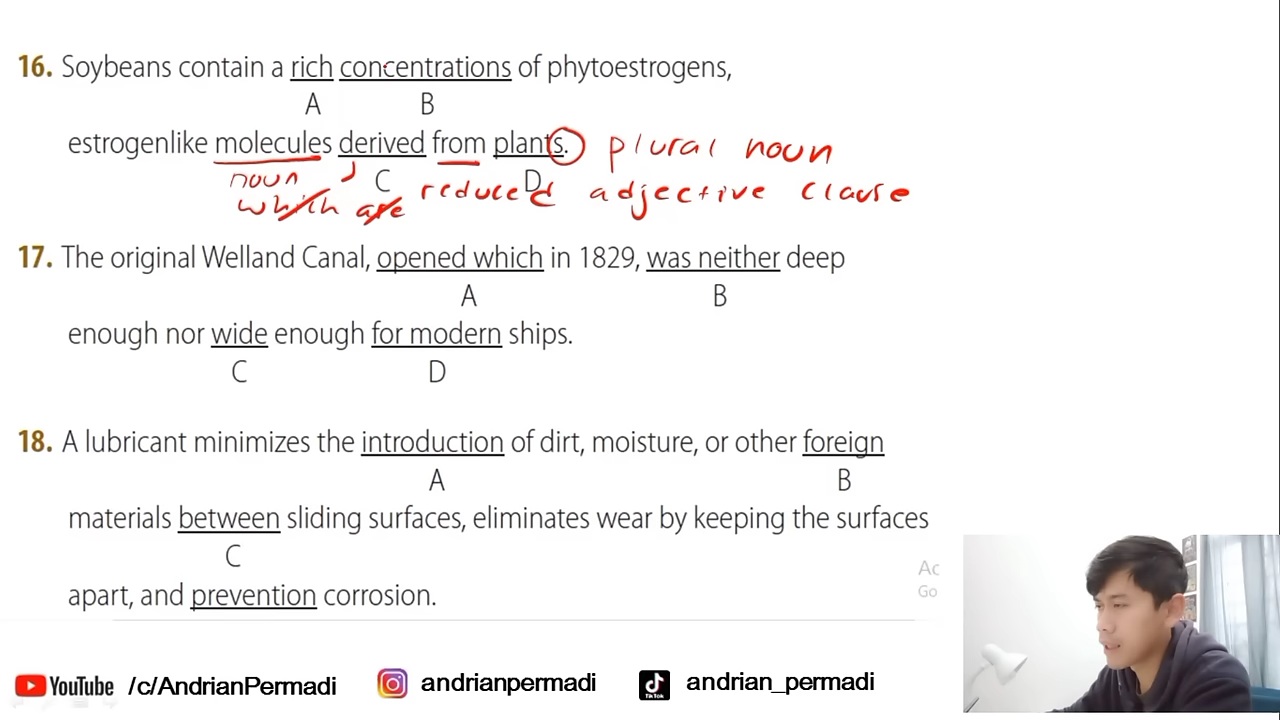 16. Soybeans contain a rich concentrations of phytoestrogens,
A B
estrogenlike molecules derived from plants. plural noun
noun C D
which are reduced adjective clause
17. The original Welland Canal, opened which in 1829, was neither deep
A B
enough nor wide enough for modern ships.
C D
18. A lubricant minimizes the introduction of dirt, moisture, or other foreign
A B
materials between sliding surfaces, eliminates wear by keeping the surfaces
C
Ac
apart, and prevention corrosion.
Go
YouTube /c/AndrianPermadi andrianpermadi TikTok andrian_permadi